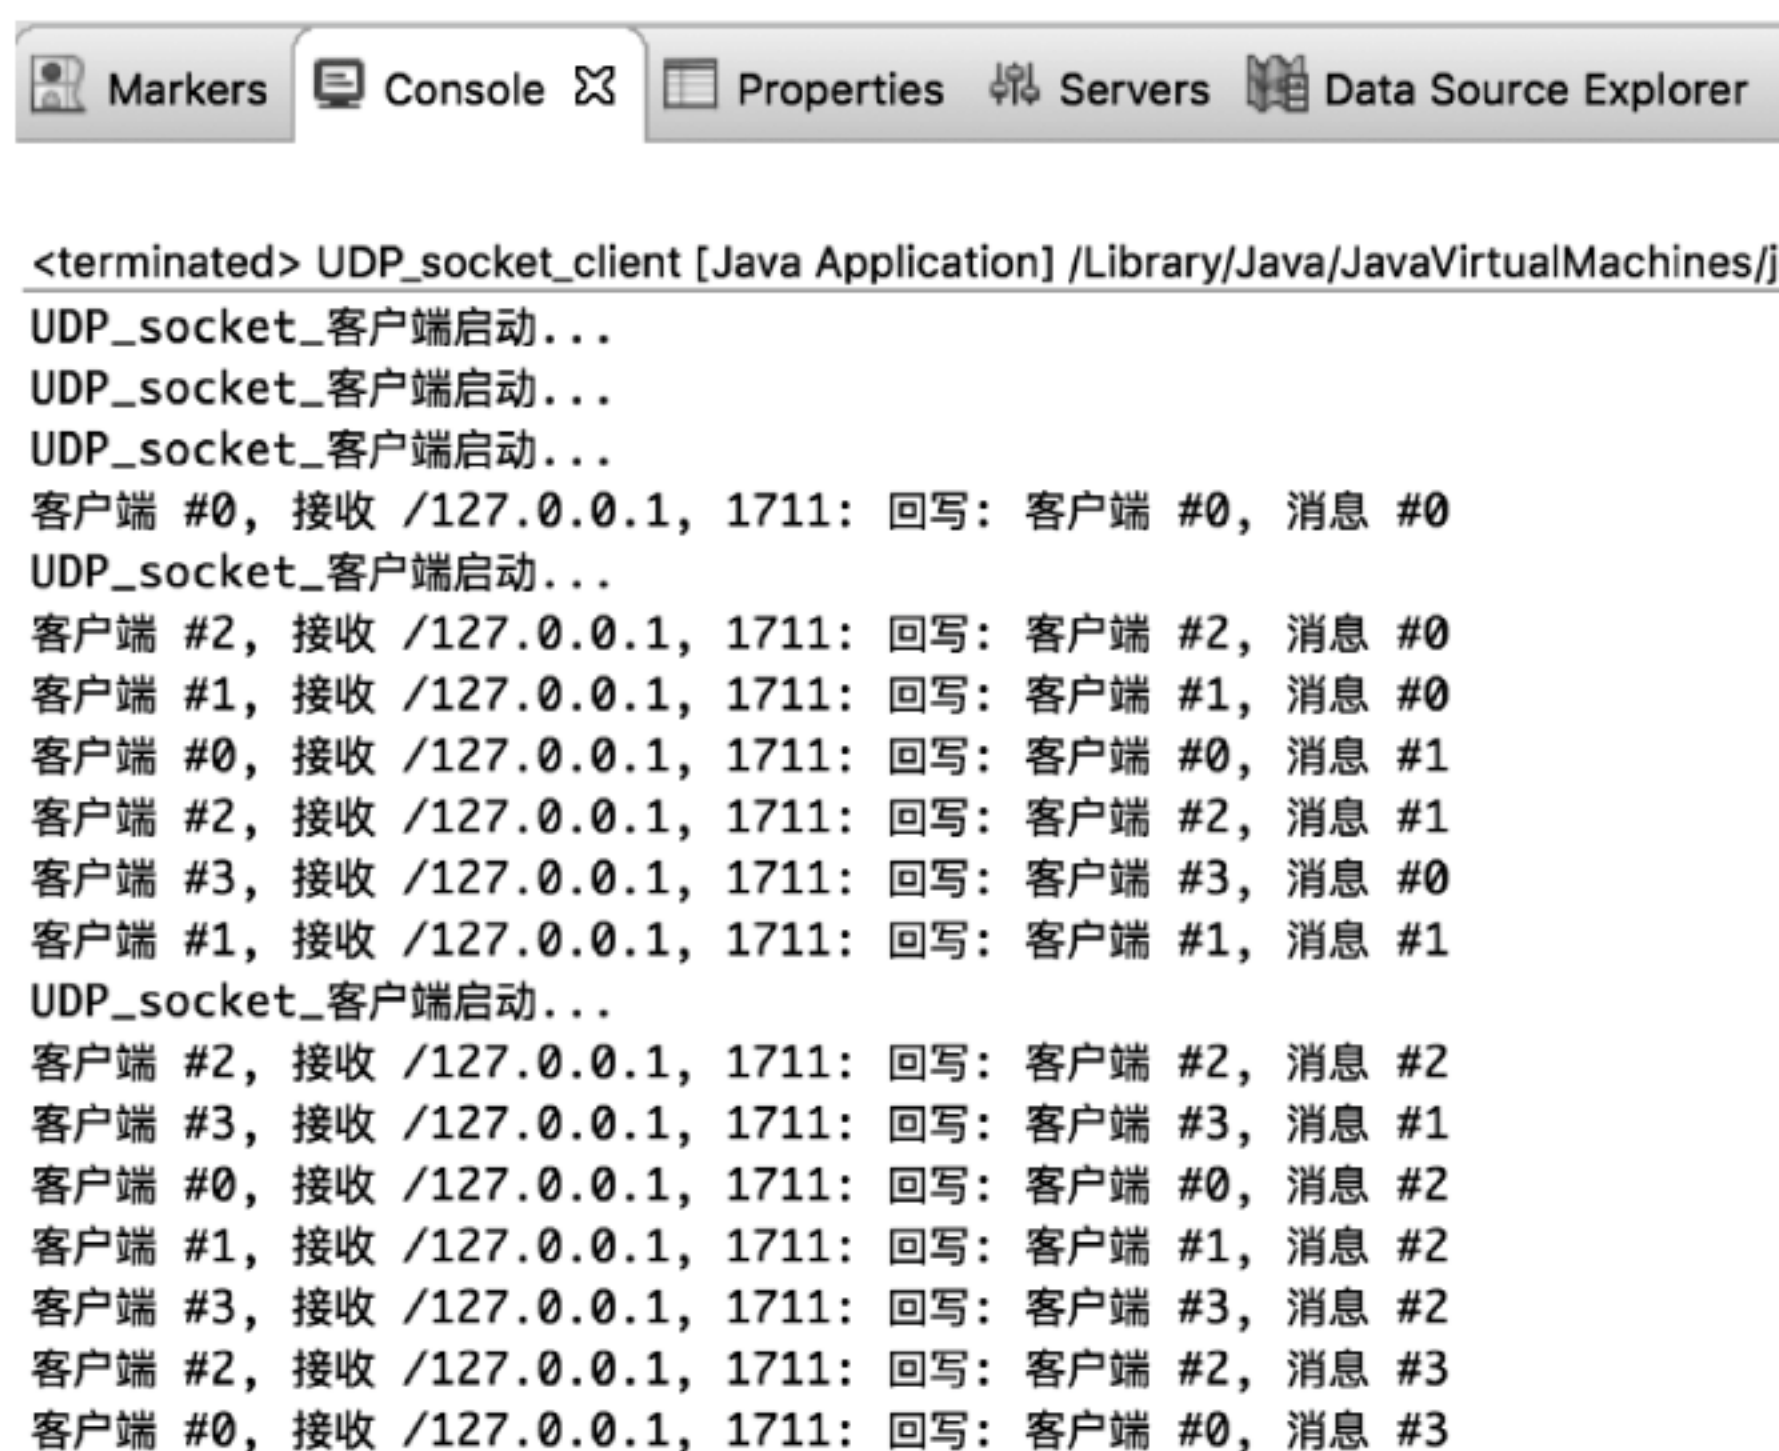 Markers Console Properties Servers Data Source Explorer
<terminated> UDP_socket_client [Java Application] /Library/Java/JavaVirtualMachines/j
UDP_socket_客户端启动...
UDP_socket_客户端启动...
UDP_socket_客户端启动...
客户端 #0, 接收 /127.0.0.1, 1711: 回写: 客户端 #0, 消息 #0
UDP_socket_客户端启动...
客户端 #2, 接收 /127.0.0.1, 1711: 回写: 客户端 #2, 消息 #0
客户端 #1, 接收 /127.0.0.1, 1711: 回写: 客户端 #1, 消息 #0
客户端 #0, 接收 /127.0.0.1, 1711: 回写: 客户端 #0, 消息 #1
客户端 #2, 接收 /127.0.0.1, 1711: 回写: 客户端 #2, 消息 #1
客户端 #3, 接收 /127.0.0.1, 1711: 回写: 客户端 #3, 消息 #0
客户端 #1, 接收 /127.0.0.1, 1711: 回写: 客户端 #1, 消息 #1
UDP_socket_客户端启动...
客户端 #2, 接收 /127.0.0.1, 1711: 回写: 客户端 #2, 消息 #2
客户端 #3, 接收 /127.0.0.1, 1711: 回写: 客户端 #3, 消息 #1
客户端 #0, 接收 /127.0.0.1, 1711: 回写: 客户端 #0, 消息 #2
客户端 #1, 接收 /127.0.0.1, 1711: 回写: 客户端 #1, 消息 #2
客户端 #3, 接收 /127.0.0.1, 1711: 回写: 客户端 #3, 消息 #2
客户端 #2, 接收 /127.0.0.1, 1711: 回写: 客户端 #2, 消息 #3
客户端 #0, 接收 /127.0.0.1, 1711: 回写: 客户端 #0, 消息 #3